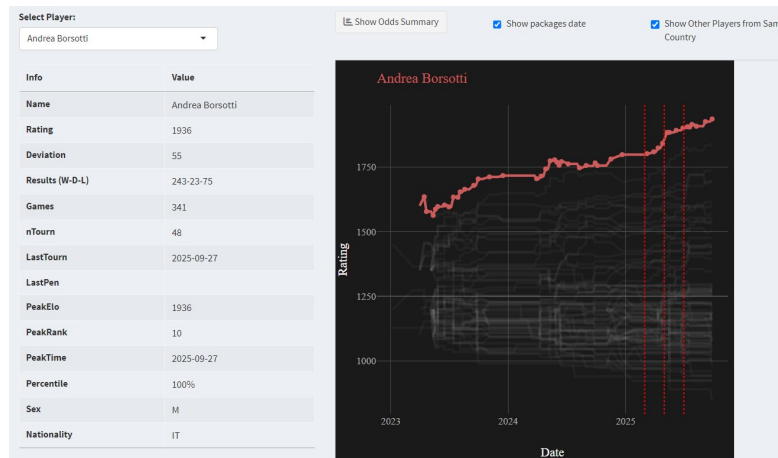 Select Player:
Andrea Borsotti
Show Odds Summary
Show packages date
Show Other Players from Sam
Country
Info Value
Name Andrea Borsotti
Rating 1936
Deviation 55
Results (W-D-L) 243-23-75
Games 341
nTourn 48
LastTourn 2025-09-27
LastPen
PeakElo 1936
PeakRank 10
PeakTime 2025-09-27
Percentile 100%
Sex M
Nationality IT
Andrea Borsotti
1750
1500
1250
1000
Rating
2023 2024 2025
Date